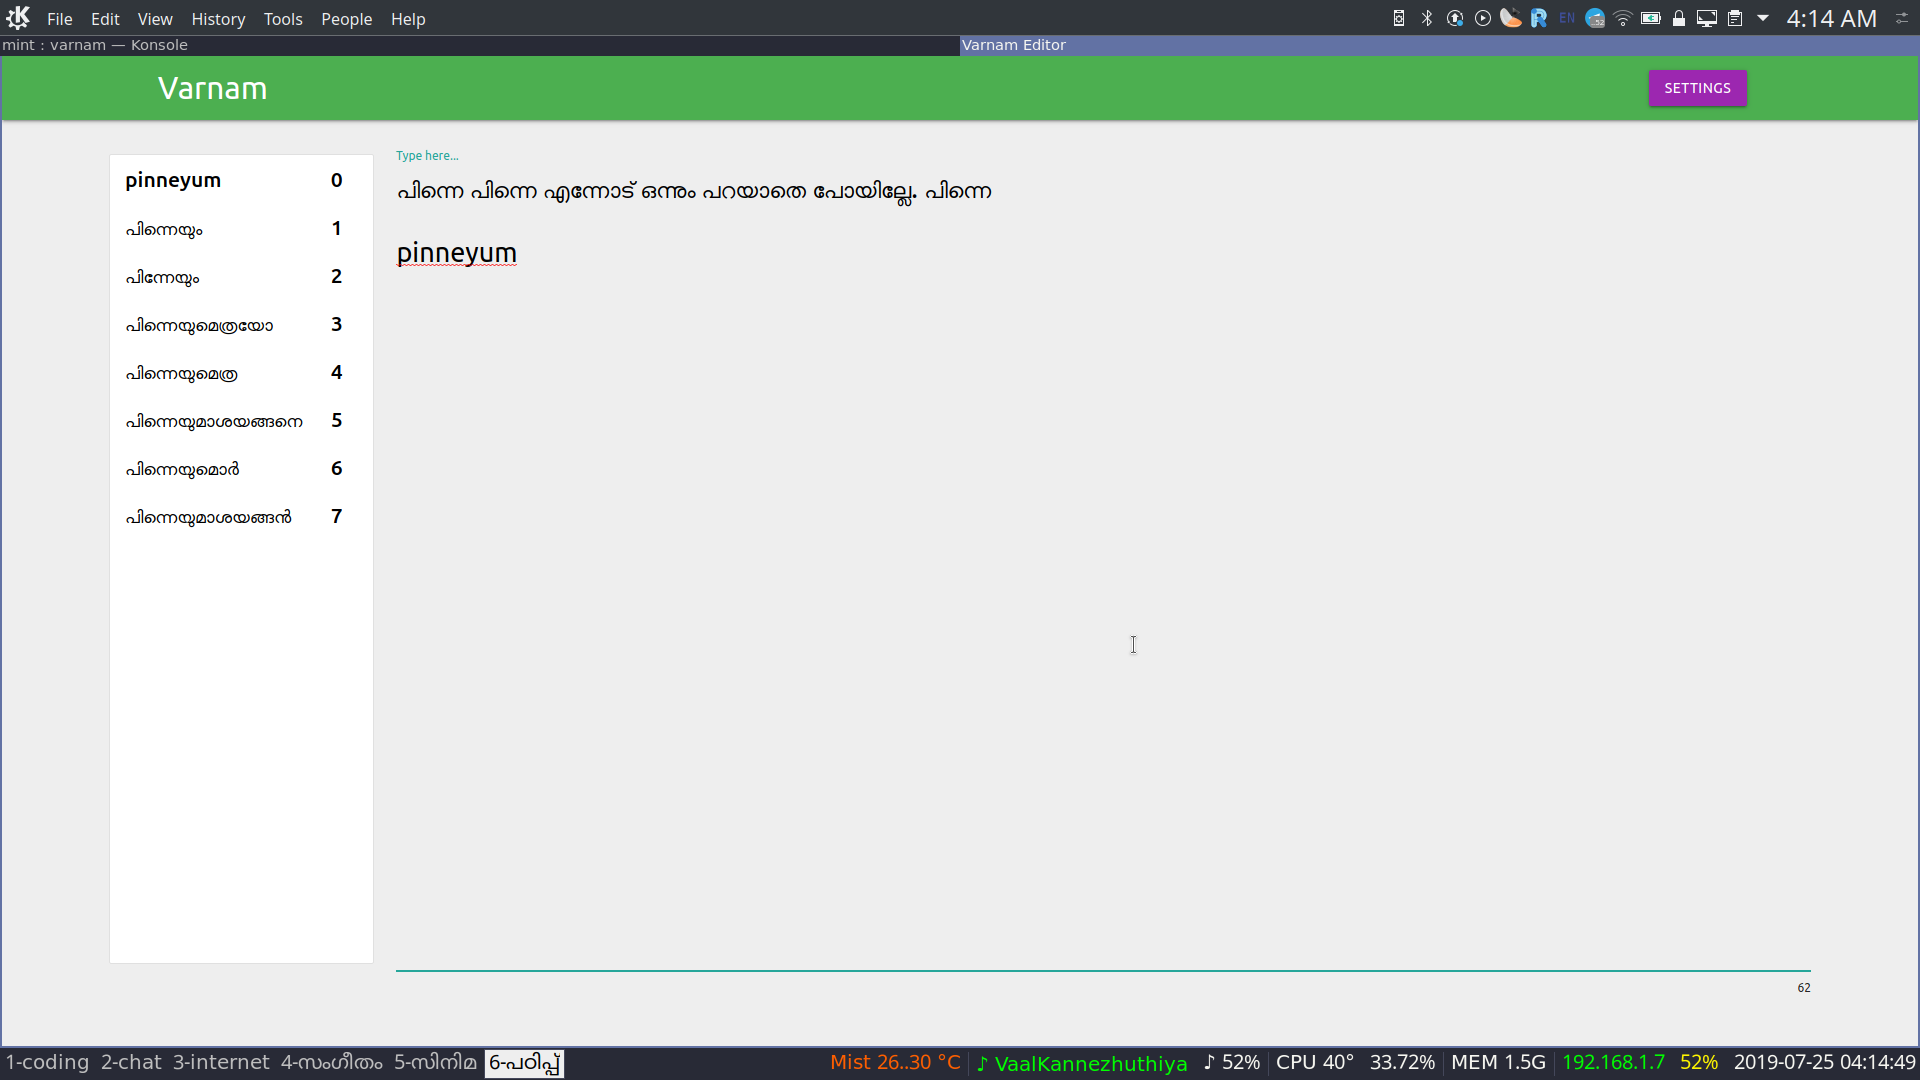 File Edit View History Tools People Help
EN
52
4:14 AM
mint : varnam — Konsole
Varnam Editor
Varnam
SETTINGS
pinneyum 0
പിന്നെയും 1
പിന്നേയും 2
പിന്നെയുമെത്രയോ 3
പിന്നെയുമെത്ര 4
പിന്നെയുമാശയങ്ങനെ 5
പിന്നെയുമൊർ 6
പിന്നെയുമാശയങ്ങൻ 7
Type here...
പിന്നെ പിന്നെ എന്നോട് ഒന്നും പറയാതെ പോയില്ലേ. പിന്നെ
pinneyum
62
1-coding 2-chat 3-internet 4-സംഗീതം 5-സിനിമ 6-പഠിപ്പ് Mist 26..30 °C ♪ VaalKannezhuthiya ♪ 52% CPU 40° 33.72% MEM 1.5G 192.168.1.7 52% 2019-07-25 04:14:49